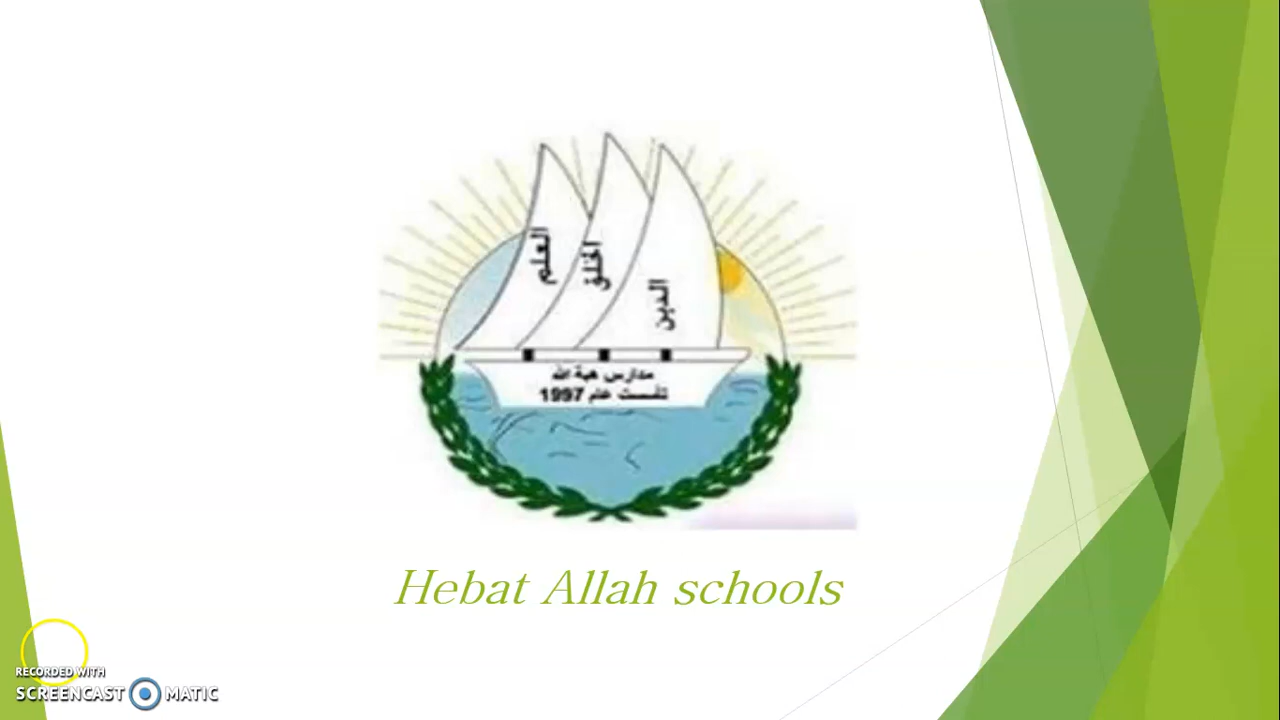 العلم
الخلق
الدين
مدارس هبة الله
تأسست عام 1997
Hebat Allah schools
RECORDED WITH
SCREENCAST MATIC